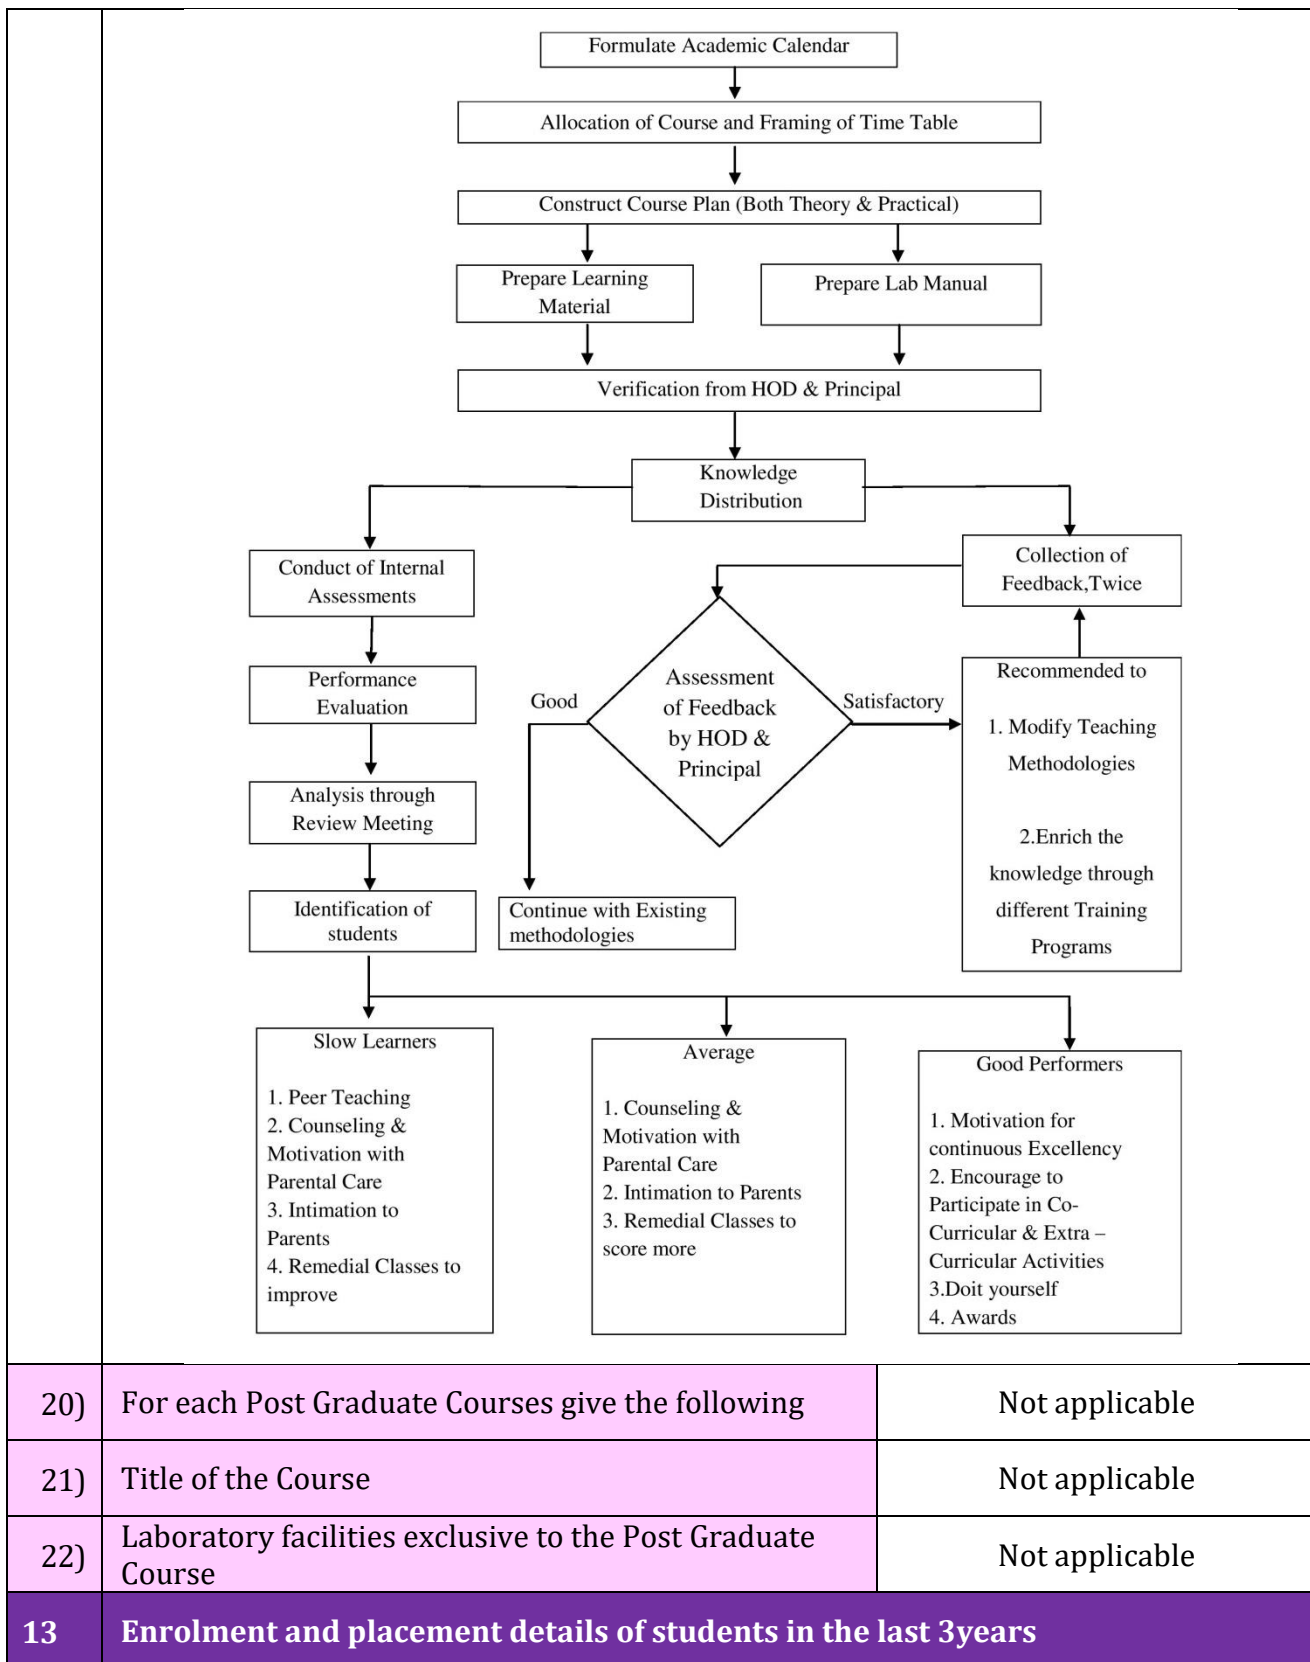 Formulate Academic Calendar
Allocation of Course and Framing of Time Table
Construct Course Plan (Both Theory & Practical)
Prepare Learning
Material
Prepare Lab Manual
Verification from HOD & Principal
Knowledge
Distribution
Conduct of Internal
Assessments
Collection of
Feedback,Twice
Performance
Evaluation
Good
Assessment
of Feedback
by HOD &
Principal
Satisfactory
Recommended to
1. Modify Teaching
Methodologies
2.Enrich the
knowledge through
different Training
Programs
Analysis through
Review Meeting
Identification of
students
Continue with Existing
methodologies
Slow Learners
1. Peer Teaching
2. Counseling &
Motivation with
Parental Care
3. Intimation to
Parents
4. Remedial Classes to
improve
Average
1. Counseling &
Motivation with
Parental Care
2. Intimation to Parents
3. Remedial Classes to
score more
Good Performers
1. Motivation for
continuous Excellency
2. Encourage to
Participate in Co-
Curricular & Extra –
Curricular Activities
3.Doit yourself
4. Awards
20) For each Post Graduate Courses give the following Not applicable
21) Title of the Course Not applicable
22) Laboratory facilities exclusive to the Post Graduate
Course Not applicable
13 Enrolment and placement details of students in the last 3years